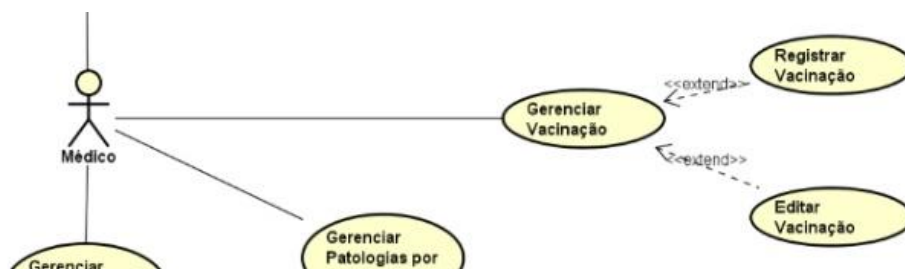 Registrar
Vacinação
<<extend>>
Gerenciar
Vacinação
Médico
<<extend>>
Editar
Vacinação
Gerenciar
Patologias por
Gerenciar